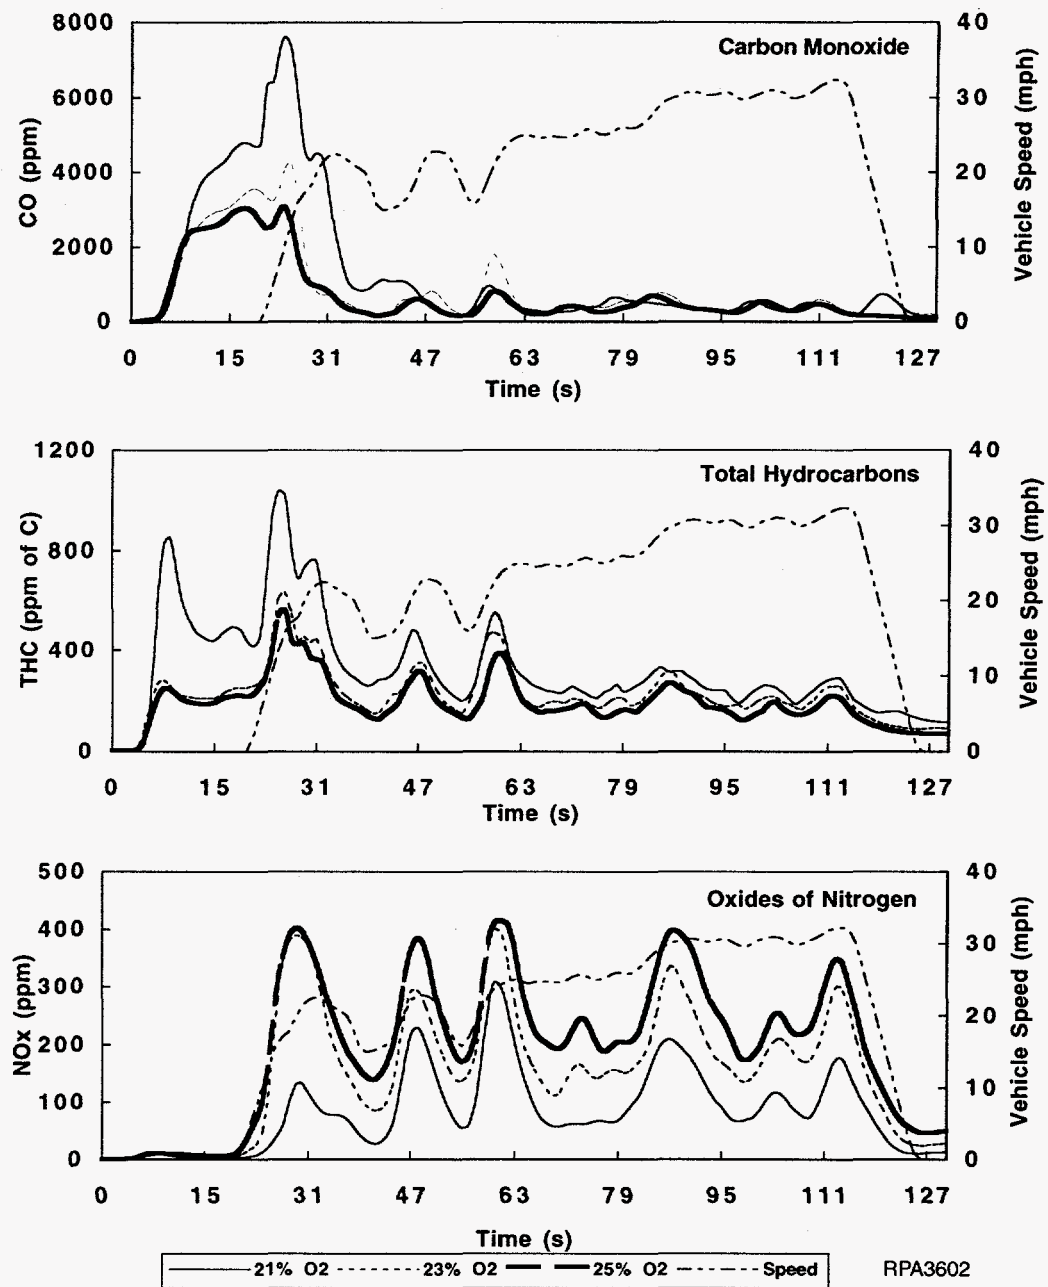 8000
40
Carbon Monoxide
6000
30
CO (ppm)
4000
20
Vehicle Speed (mph)
2000
10
0
0
0 15 31 47 63 79 95 111 127
Time (s)
1200
40
Total Hydrocarbons
30
800
THC (ppm of C)
20
Vehicle Speed (mph)
400
10
0
0
0 15 31 47 63 79 95 111 127
Time (s)
500
40
Oxides of Nitrogen
400
30
300
NOx (ppm)
20
Vehicle Speed (mph)
200
100
10
0
0
0 15 31 47 63 79 95 111 127
Time (s)
21% O2 23% O2 25% O2 Speed
RPA3602